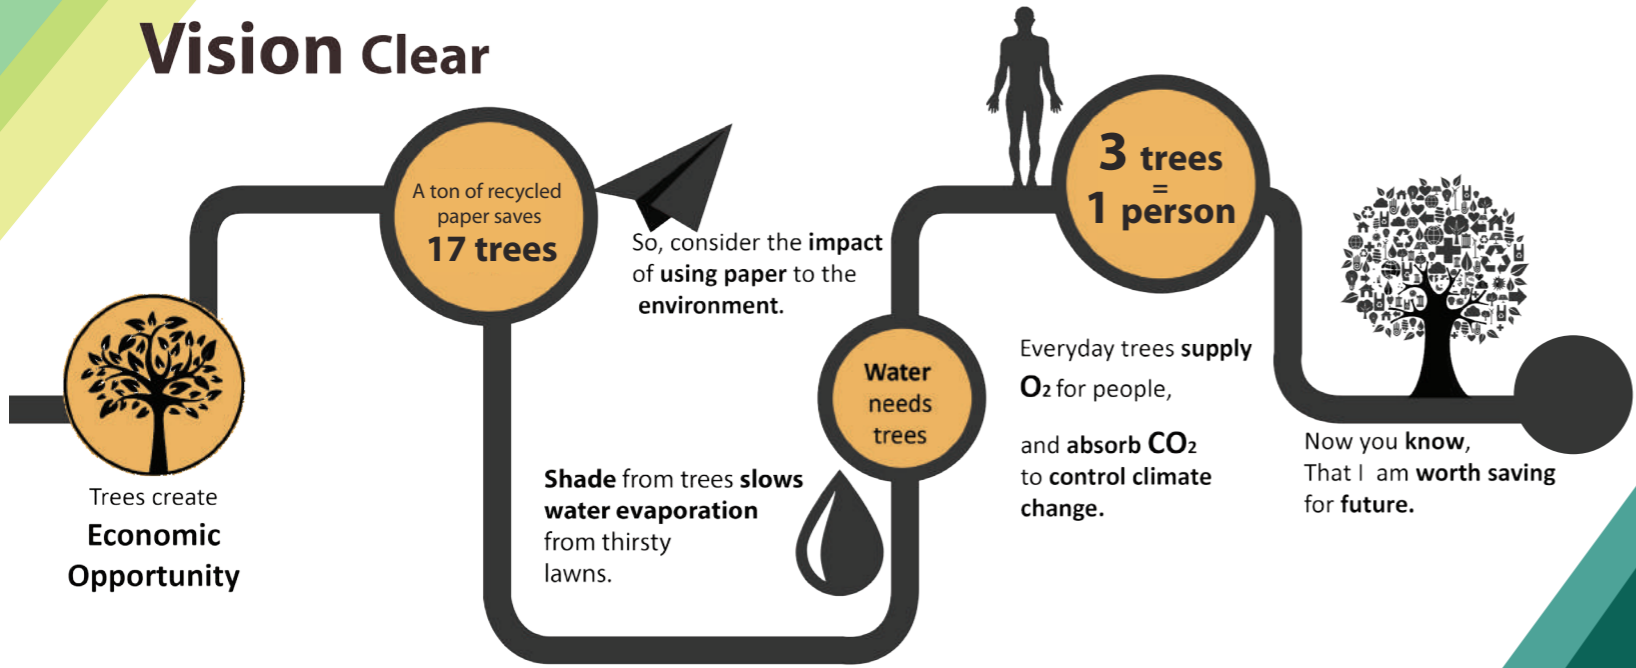 Vision Clear
Trees create
Economic
Opportunity
A ton of recycled
paper saves
17 trees
So, consider the impact
of using paper to the
environment.
Shade from trees slows
water evaporation
from thirsty
lawns.
Water
needs
trees
3 trees
=
1 person
Everyday trees supply
O2 for people,
and absorb CO2
to control climate
change.
Now you know,
That I am worth saving
for future.